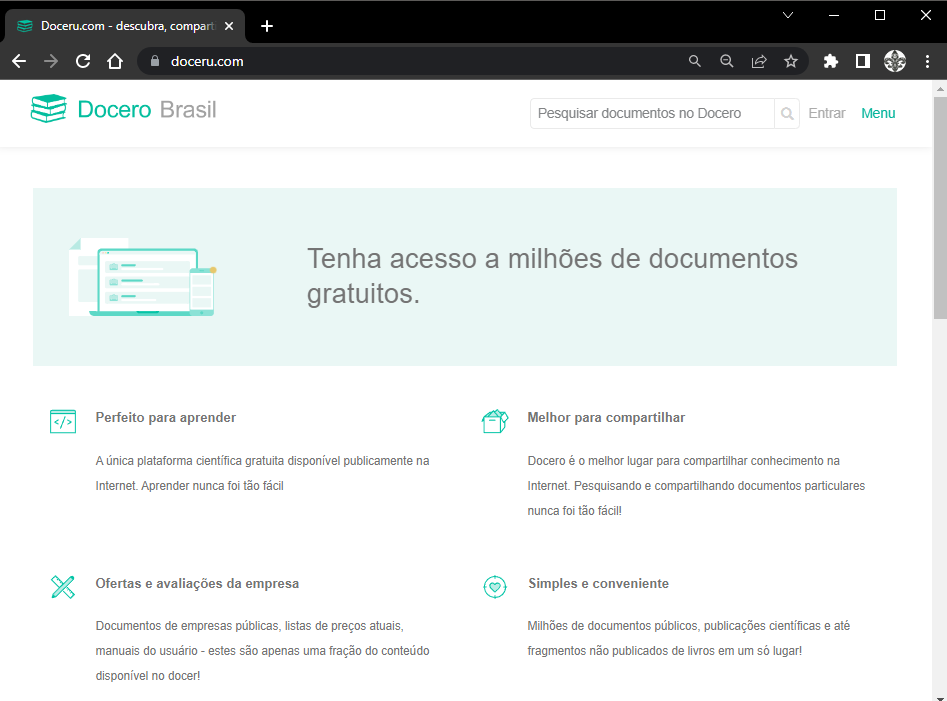 Doceru.com - descubra, compart
doceru.com
Docero Brasil
Pesquisar documentos no Docero
Entrar
Menu
Tenha acesso a milhões de documentos
gratuitos.
Perfeito para aprender
A única plataforma científica gratuita disponível publicamente na
Internet. Aprender nunca foi tão fácil
Melhor para compartilhar
Docero é o melhor lugar para compartilhar conhecimento na
Internet. Pesquisando e compartilhando documentos particulares
nunca foi tão fácil!
Ofertas e avaliações da empresa
Documentos de empresas públicas, listas de preços atuais,
manuais do usuário - estes são apenas uma fração do conteúdo
disponível no docer!
Simples e conveniente
Milhões de documentos públicos, publicações científicas e até
fragmentos não publicados de livros em um só lugar!